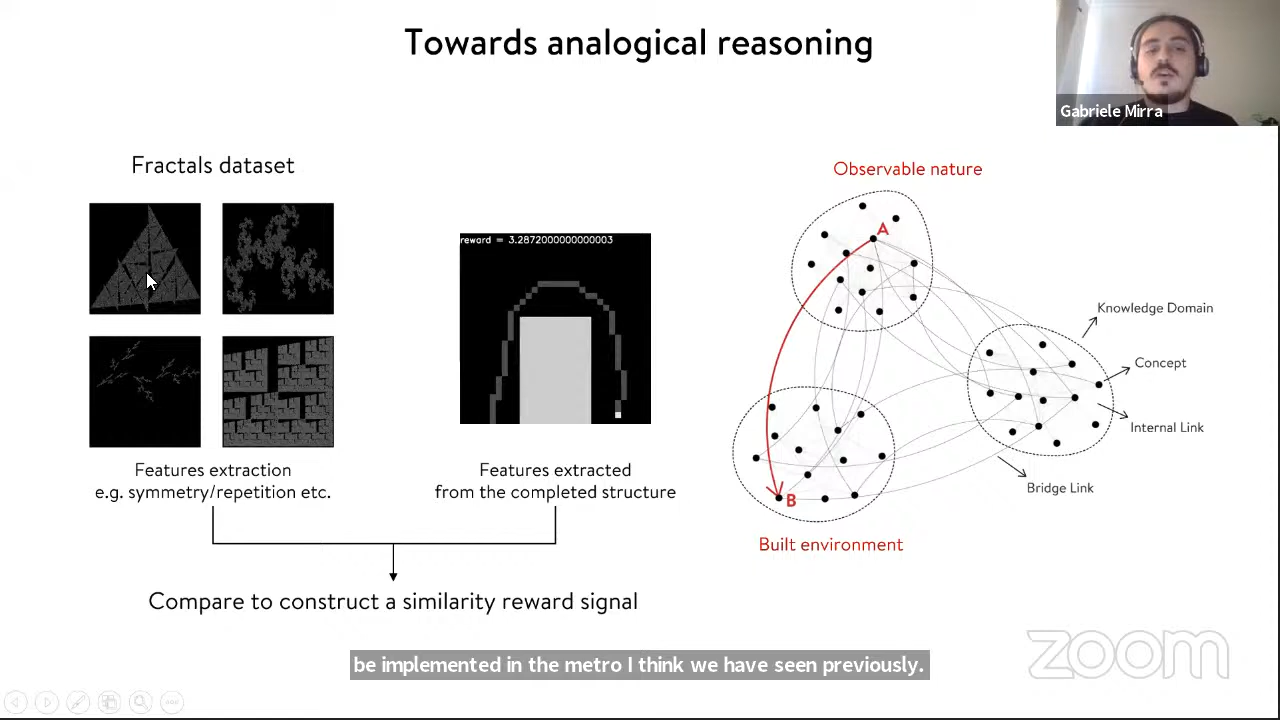 Towards analogical reasoning
Gabriele Mirra
Fractals dataset
reward = 3.2872000000000003
Features extraction
e.g. symmetry/repetition etc.
Features extracted
from the completed structure
Compare to construct a similarity reward signal
Observable nature
A
Knowledge Domain
Concept
Internal Link
Bridge Link
B
Built environment
be implemented in the metro I think we have seen previously.
zoom